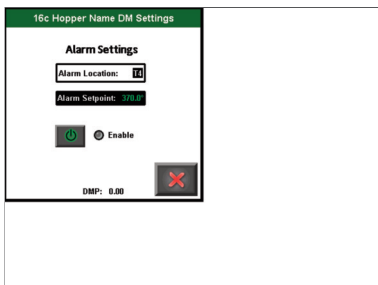 16c Hopper Name DM Settings
Alarm Settings
Alarm Location: T4
Alarm Setpoint: 370.0°
Enable
DMP: 0.00